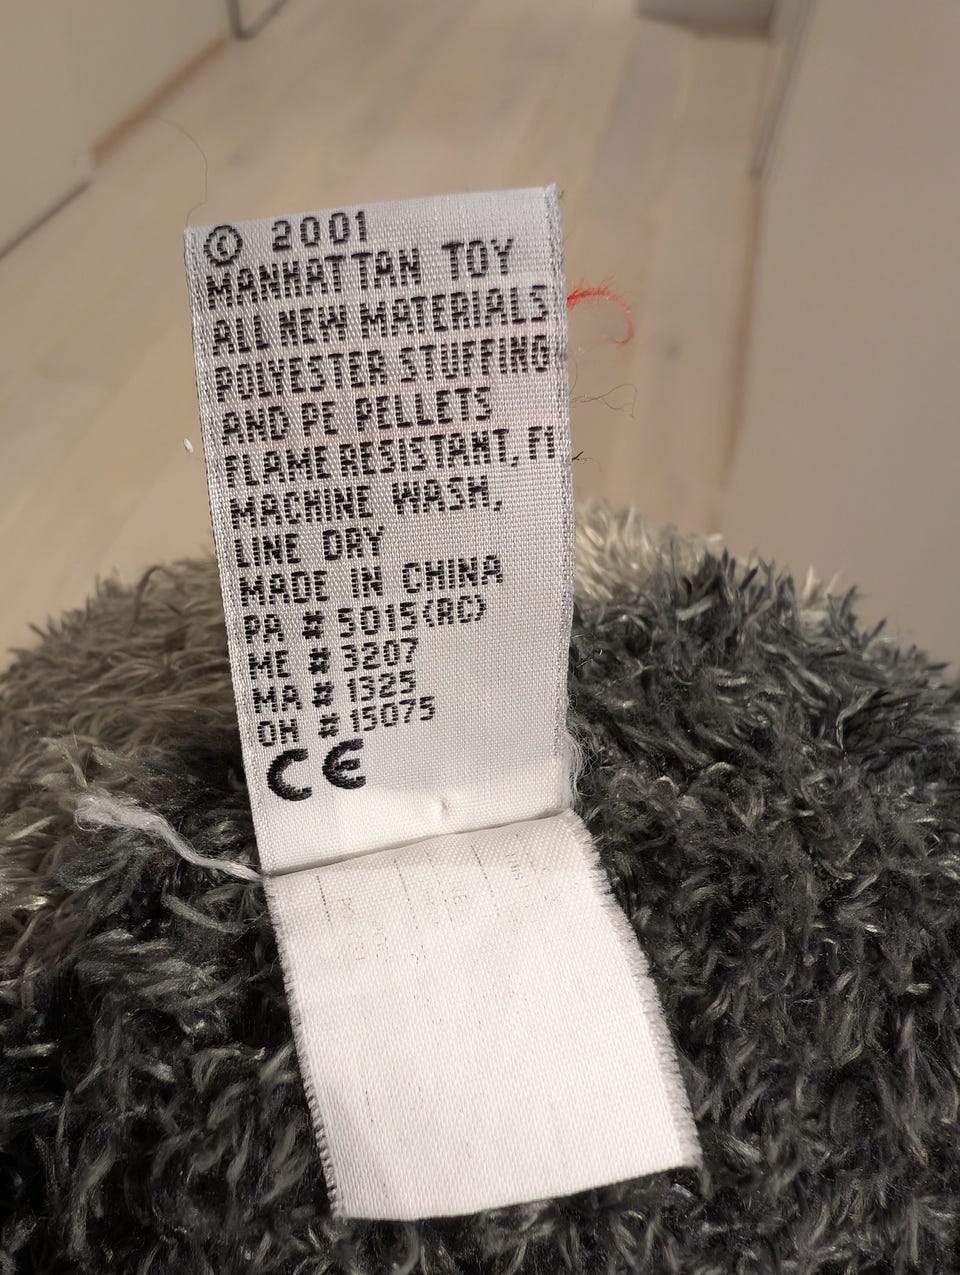 © 2001
MANHATTAN TOY
ALL NEW MATERIALS
POLYESTER STUFFING
AND PE PELLETS
FLAME RESISTANT, F1
MACHINE WASH,
LINE DRY
MADE IN CHINA
PA # 5015(RC)
ME # 3207
MA # 1325
OH # 15075
CE